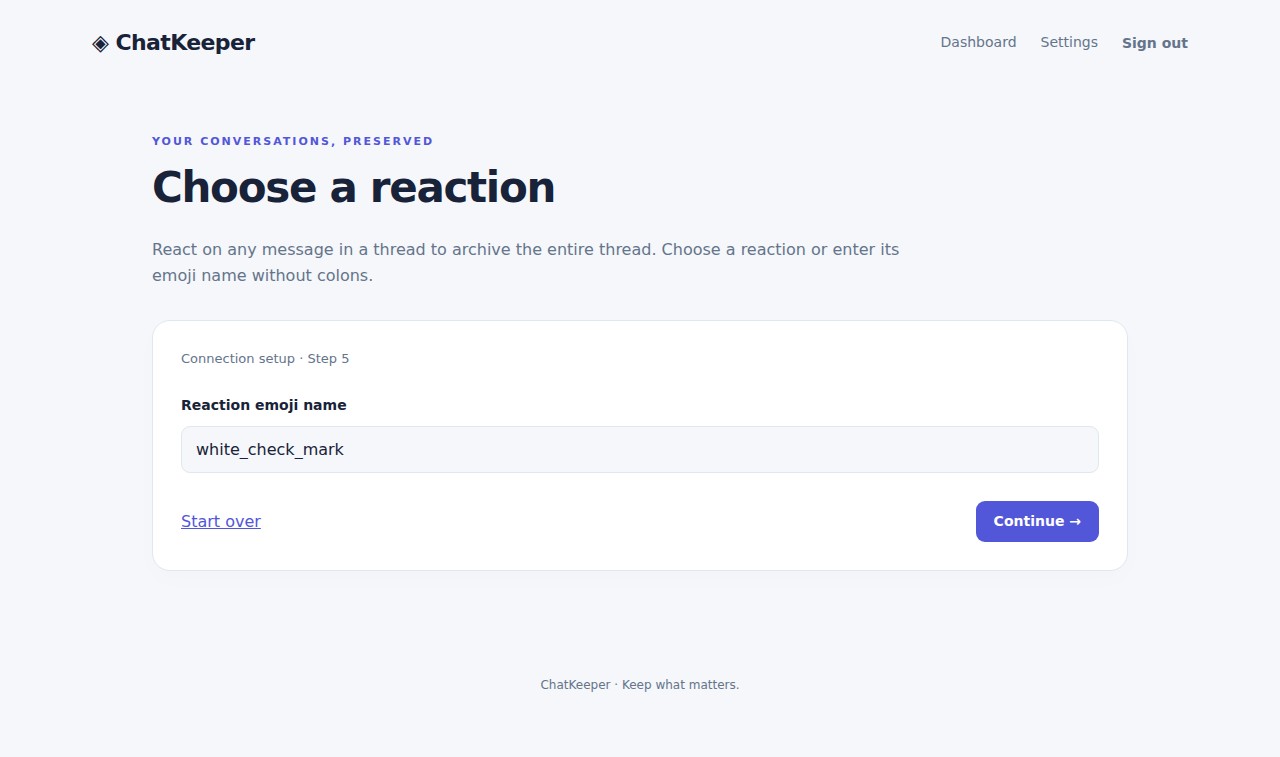 ◈ ChatKeeper
Dashboard Settings Sign out
YOUR CONVERSATIONS, PRESERVED
Choose a reaction
React on any message in a thread to archive the entire thread. Choose a reaction or enter its
emoji name without colons.
Connection setup · Step 5
Reaction emoji name
white_check_mark
Start over
Continue →
ChatKeeper · Keep what matters.